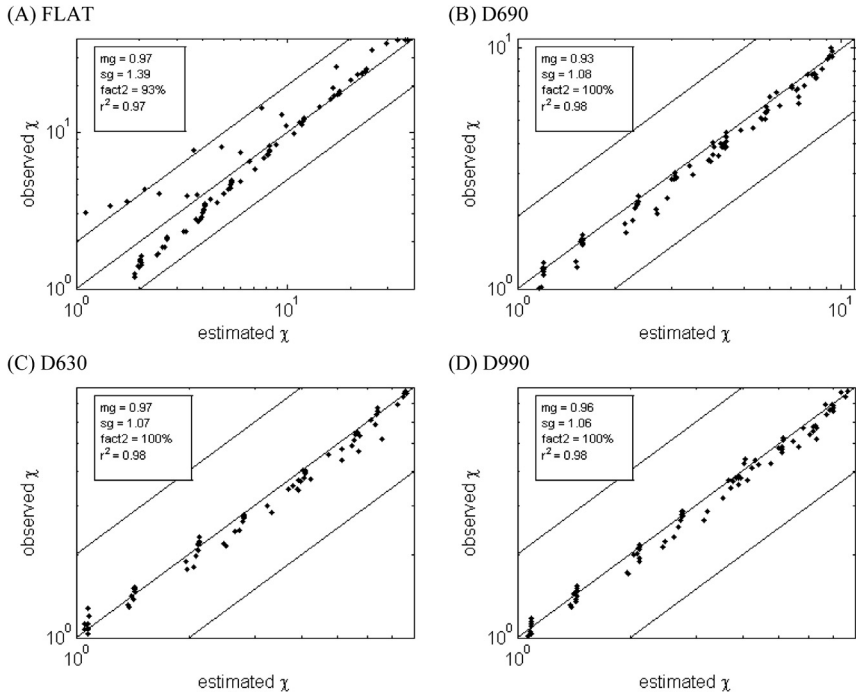 (A) FLAT
mg = 0.97
sg = 1.39
fact2 = 93%
r² = 0.97
observed χ
10¹
10⁰
10⁰
10¹
estimated χ
(B) D690
mg = 0.93
sg = 1.08
fact2 = 100%
r² = 0.98
observed χ
10¹
10⁰
10⁰
10¹
estimated χ
(C) D630
mg = 0.97
sg = 1.07
fact2 = 100%
r² = 0.98
observed χ
10⁰
10⁰
estimated χ
(D) D990
mg = 0.96
sg = 1.06
fact2 = 100%
r² = 0.98
observed χ
10⁰
10⁰
estimated χ